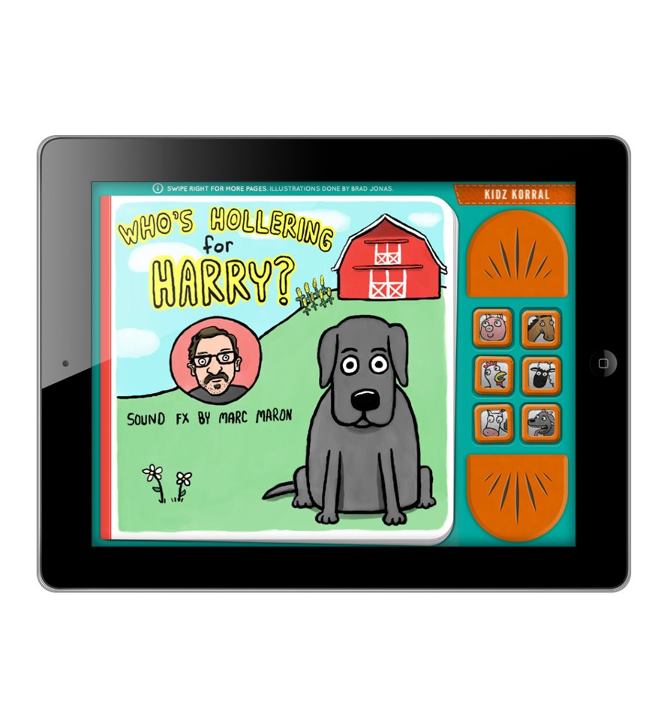 SWIPE RIGHT FOR MORE PAGES. ILLUSTRATIONS DONE BY BRAD JONAS.
KIDZ KORRAL
WHO'S HOLLERING
for
HARRY?
SOUND FX BY MARC MARON